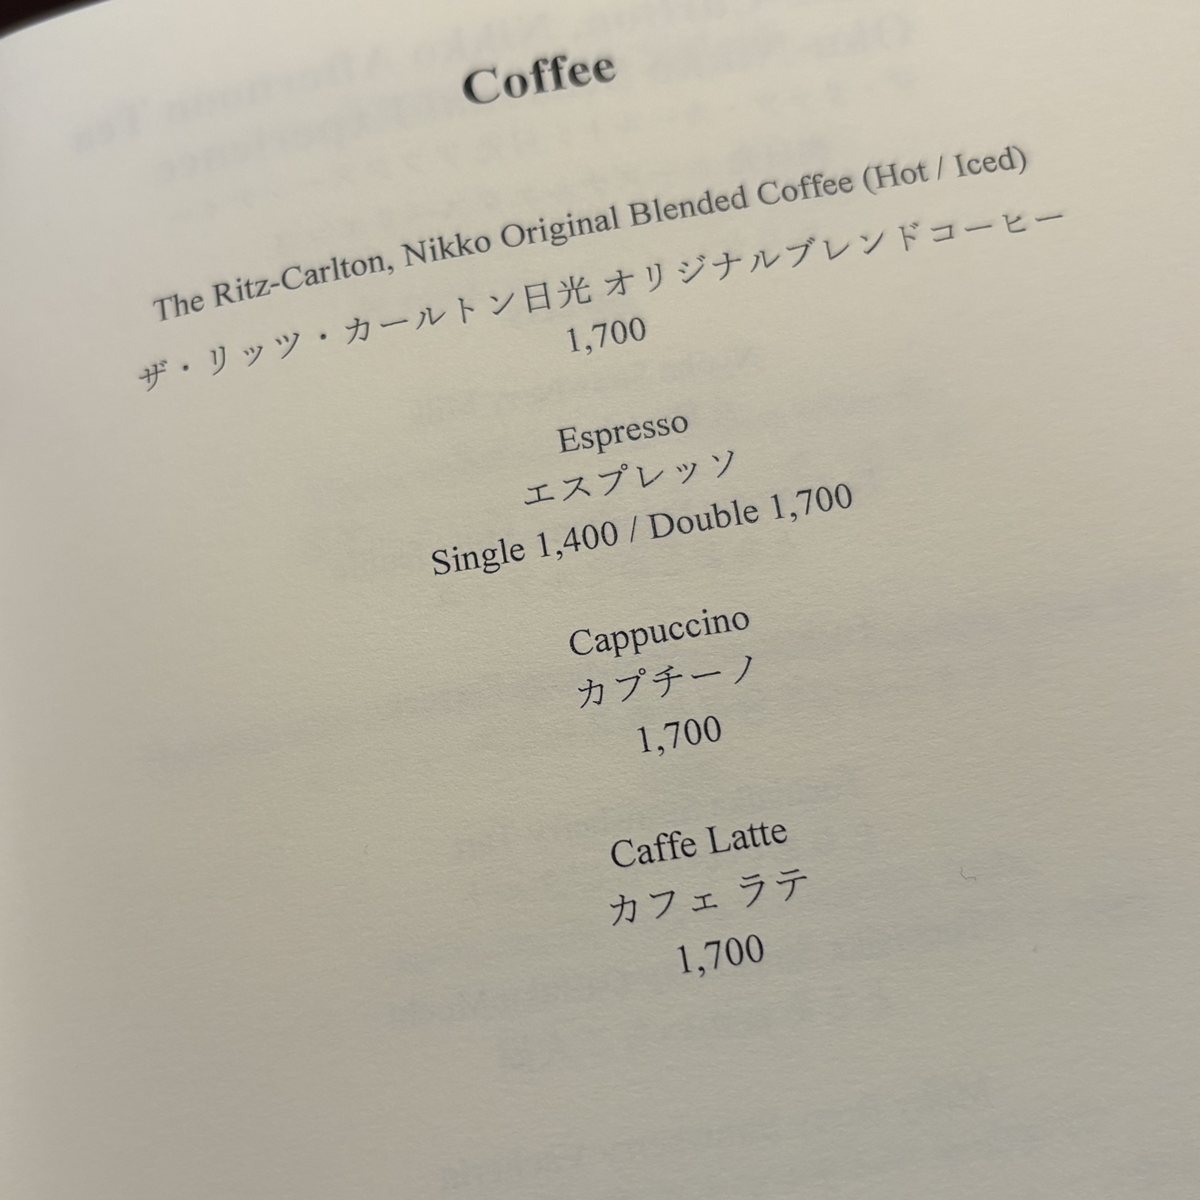 Coffee
The Ritz-Carlton, Nikko Original Blended Coffee (Hot / Iced)
ザ・リッツ・カールトン日光 オリジナルブレンドコーヒー
1,700
Espresso
エスプレッソ
Single 1,400 / Double 1,700
Cappuccino
カプチーノ
1,700
Caffe Latte
カフェ ラテ
1,700